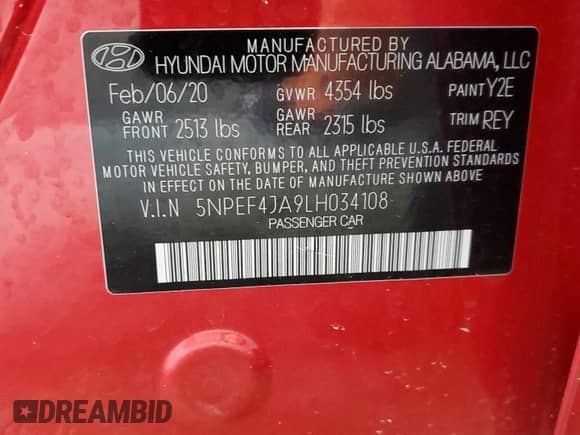 MANUFACTURED BY
HYUNDAI MOTOR MANUFACTURING ALABAMA, LLC
Feb/06/20 GVWR 4354 lbs PAINT Y2E
GAWR FRONT 2513 lbs GAWR REAR 2315 lbs TRIM REY
THIS VEHICLE CONFORMS TO ALL APPLICABLE U.S.A. FEDERAL
MOTOR VEHICLE SAFETY, BUMPER, AND THEFT PREVENTION STANDARDS
IN EFFECT ON THE DATE OF MANUFACTURE SHOWN ABOVE
V.I.N 5NPEF4JA9LH034108
PASSENGER CAR
DREAMBID